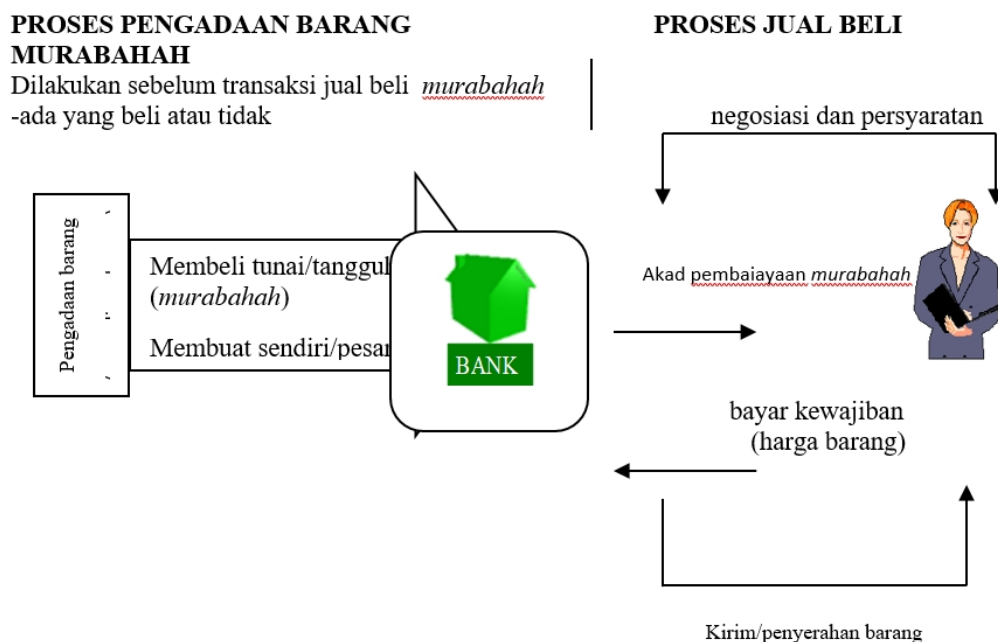 PROSES PENGADAAN BARANG
MURABAHAH
Dilakukan sebelum transaksi jual beli murabahah
-ada yang beli atau tidak
Pengadaan barang
Membeli tunai/tanggu
(murabahah)
Membuat sendiri/pesa
BANK
PROSES JUAL BELI
negosiasi dan persyaratan
Akad pembaiayaan murabahah
bayar kewajiban
(harga barang)
Kirim/penyerahan barang